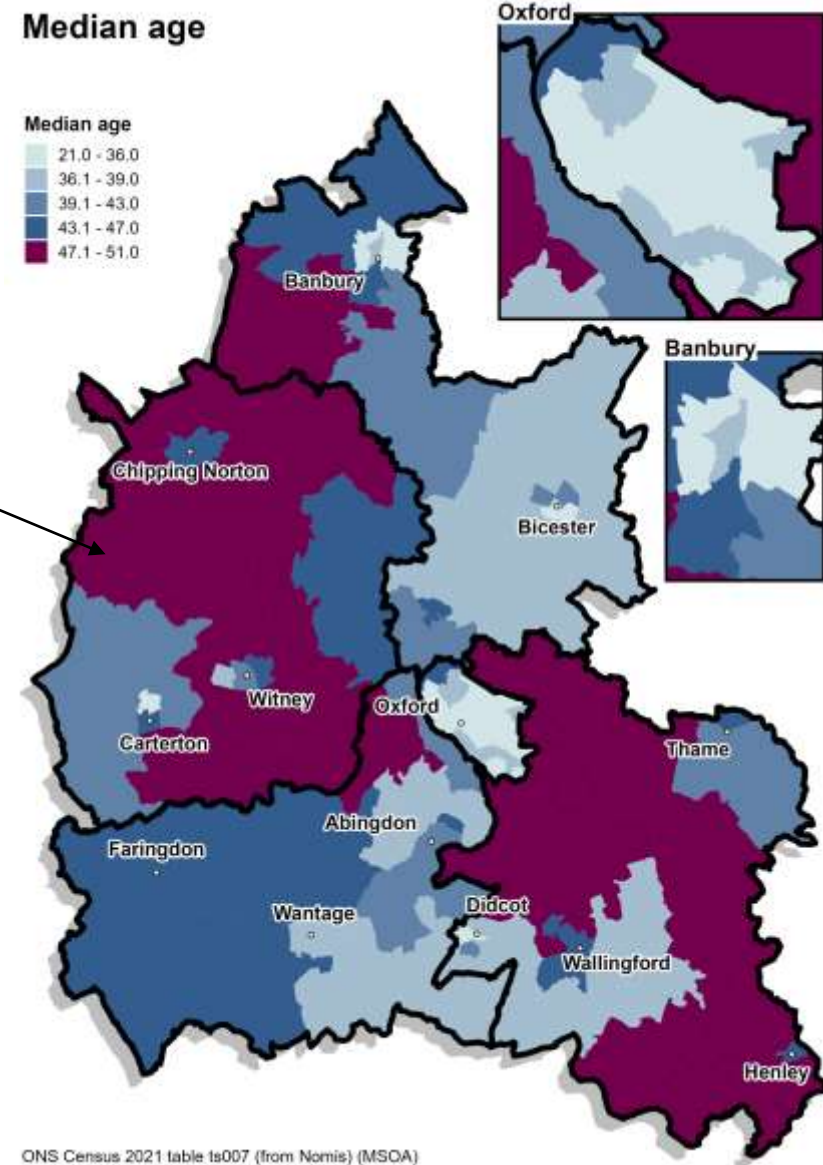 Median age
Median age
21.0 - 36.0
36.1 - 39.0
39.1 - 43.0
43.1 - 47.0
47.1 - 51.0
Oxford
Banbury
Banbury
Chipping Norton
Bicester
Witney
Oxford
Carterton
Thame
Abingdon
Faringdon
Wantage
Didcot
Wallingford
Henley
ONS Census 2021 table ts007 (from Nomis) (MSOA)